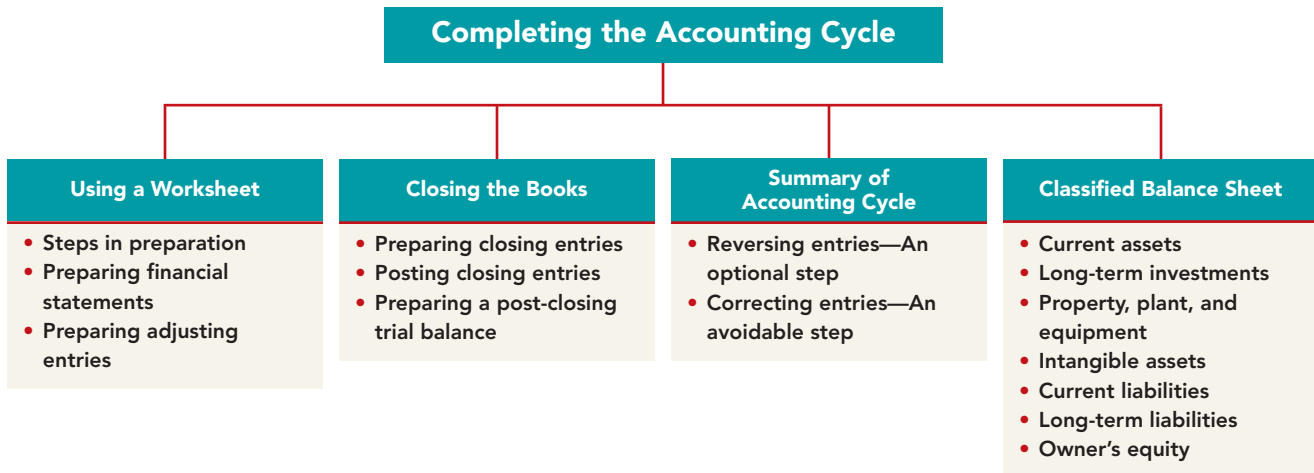 Completing the Accounting Cycle
Using a Worksheet
• Steps in preparation
• Preparing financial
statements
• Preparing adjusting
entries
Closing the Books
• Preparing closing entries
• Posting closing entries
• Preparing a post-closing
trial balance
Summary of
Accounting Cycle
• Reversing entries—An
optional step
• Correcting entries—An
avoidable step
Classified Balance Sheet
• Current assets
• Long-term investments
• Property, plant, and
equipment
• Intangible assets
• Current liabilities
• Long-term liabilities
• Owner’s equity